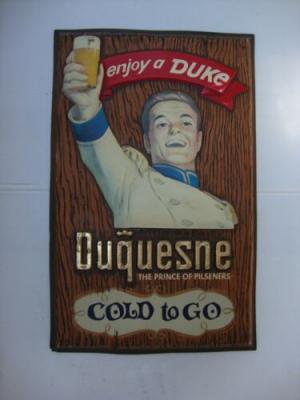 enjoy a DUKE
Duquesne
THE PRINCE OF PILSENERS
COLD to GO